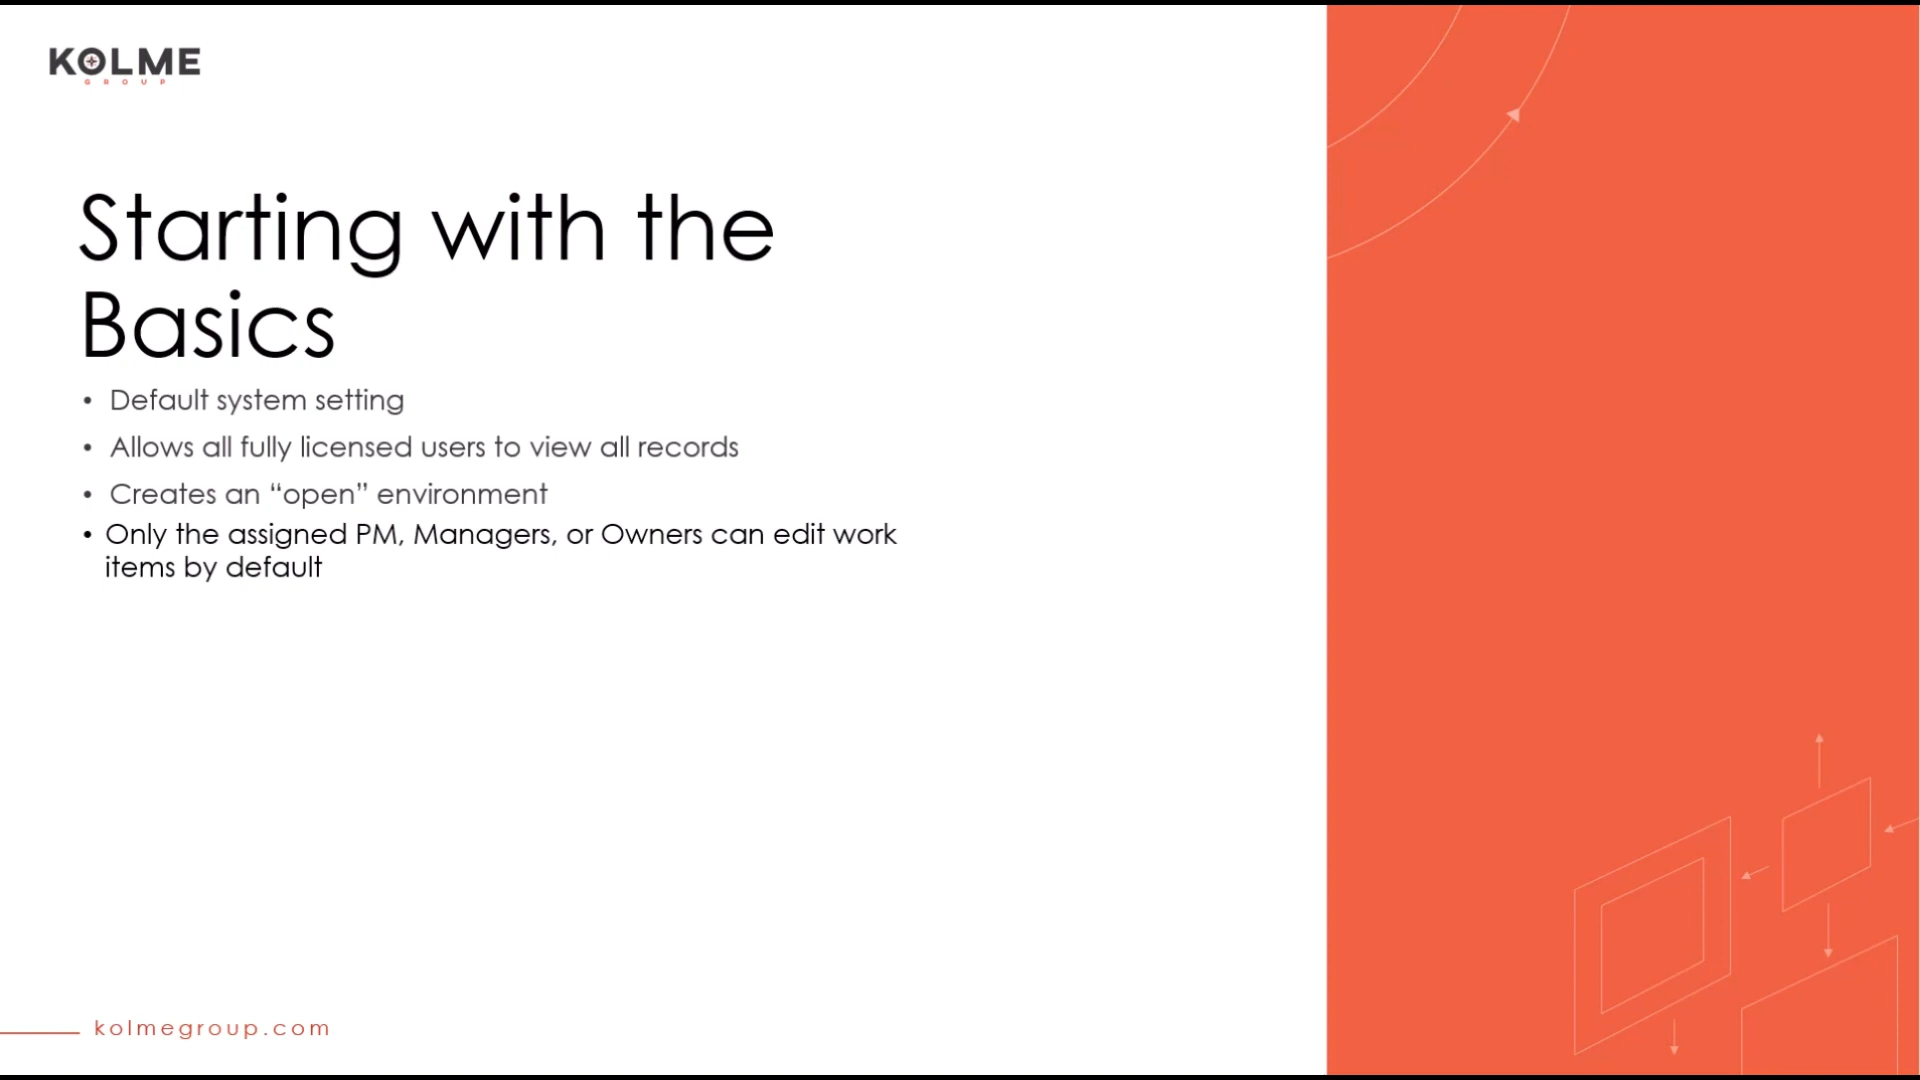 KOLME
GROUP
Starting with the
Basics
• Default system setting
• Allows all fully licensed users to view all records
• Creates an “open” environment
• Only the assigned PM, Managers, or Owners can edit work
items by default
kolmegroup.com